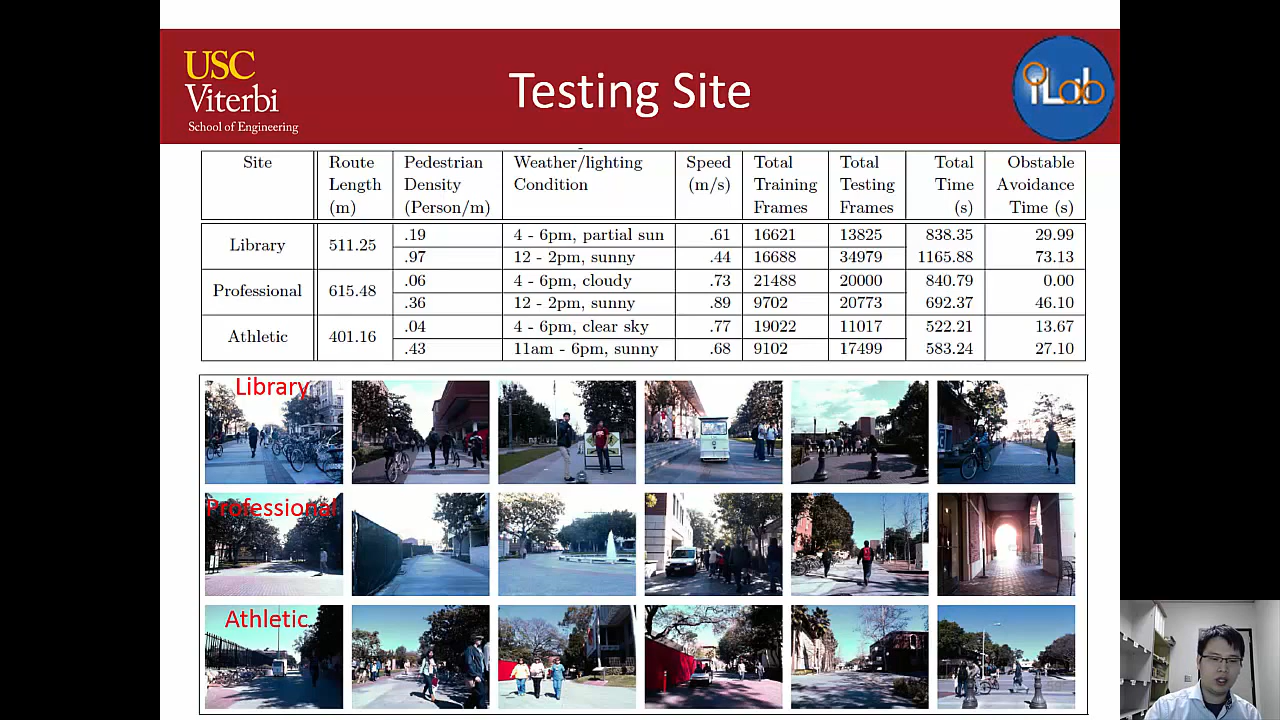 USC
Viterbi
School of Engineering
Testing Site
iLab
Site Route Length (m) Pedestrian Density (Person/m) Weather/lighting Condition Speed (m/s) Total Training Frames Total Testing Frames Total Time (s) Obstable Avoidance Time (s)
Library 511.25 .19 4 - 6pm, partial sun .61 16621 13825 838.35 29.99
.97 12 - 2pm, sunny .44 16688 34979 1165.88 73.13
Professional 615.48 .06 4 - 6pm, cloudy .73 21488 20000 840.79 0.00
.36 12 - 2pm, sunny .89 9702 20773 692.37 46.10
Athletic 401.16 .04 4 - 6pm, clear sky .77 19022 11017 522.21 13.67
.43 11am - 6pm, sunny .68 9102 17499 583.24 27.10
Library
Professional
Athletic